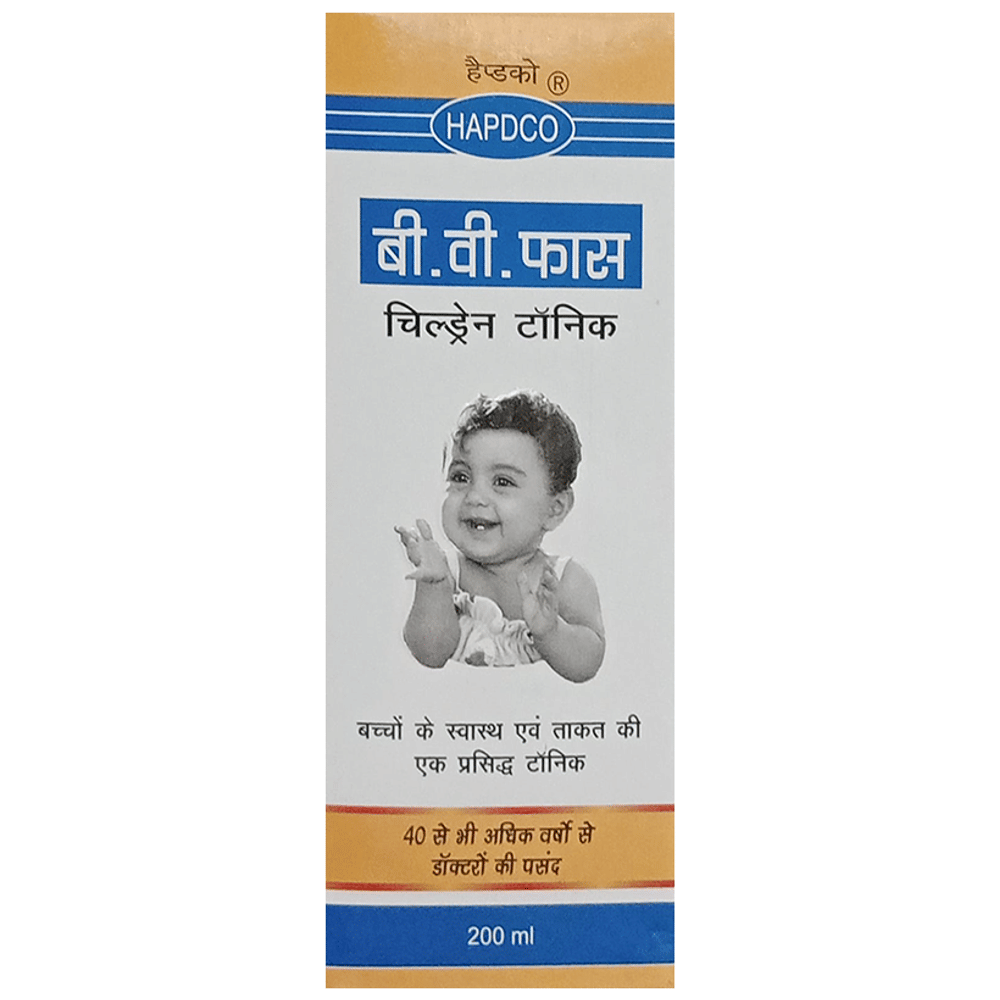 हैप्डको ®
HAPDCO
बी.वी.फास
चिल्ड्रेन टॉनिक
बच्चों के स्वास्थ एवं ताकत की
एक प्रसिद्ध टॉनिक
40 से भी अधिक वर्षो से
डॉक्टरों की पसंद
200 ml